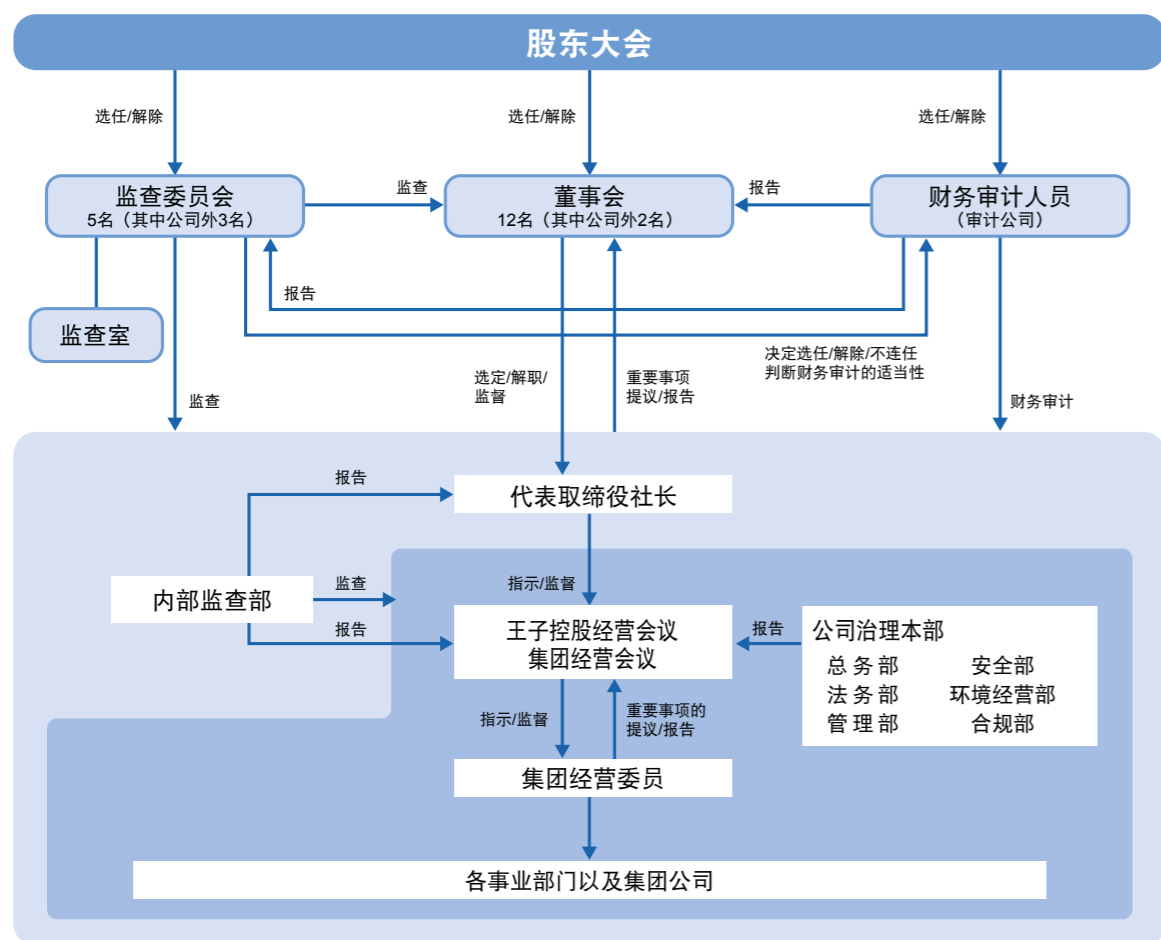 股东大会
选任/解除
选任/解除
选任/解除
监查委员会
5名（其中公司外3名）
监查
董事会
12名（其中公司外2名）
报告
财务审计人员
（审计公司）
报告
监查室
决定选任/解除/不连任
判断财务审计的适当性
选定/解职/
监督
重要事项
提议/报告
监查
财务审计
报告
代表取缔役社长
指示/监督
内部监查部
监查
报告
王子控股经营会议
集团经营会议
报告
公司治理本部
总务部 安全部
法务部 环境经营部
管理部 合规部
指示/监督
重要事项的
提议/报告
集团经营委员
各事业部门以及集团公司